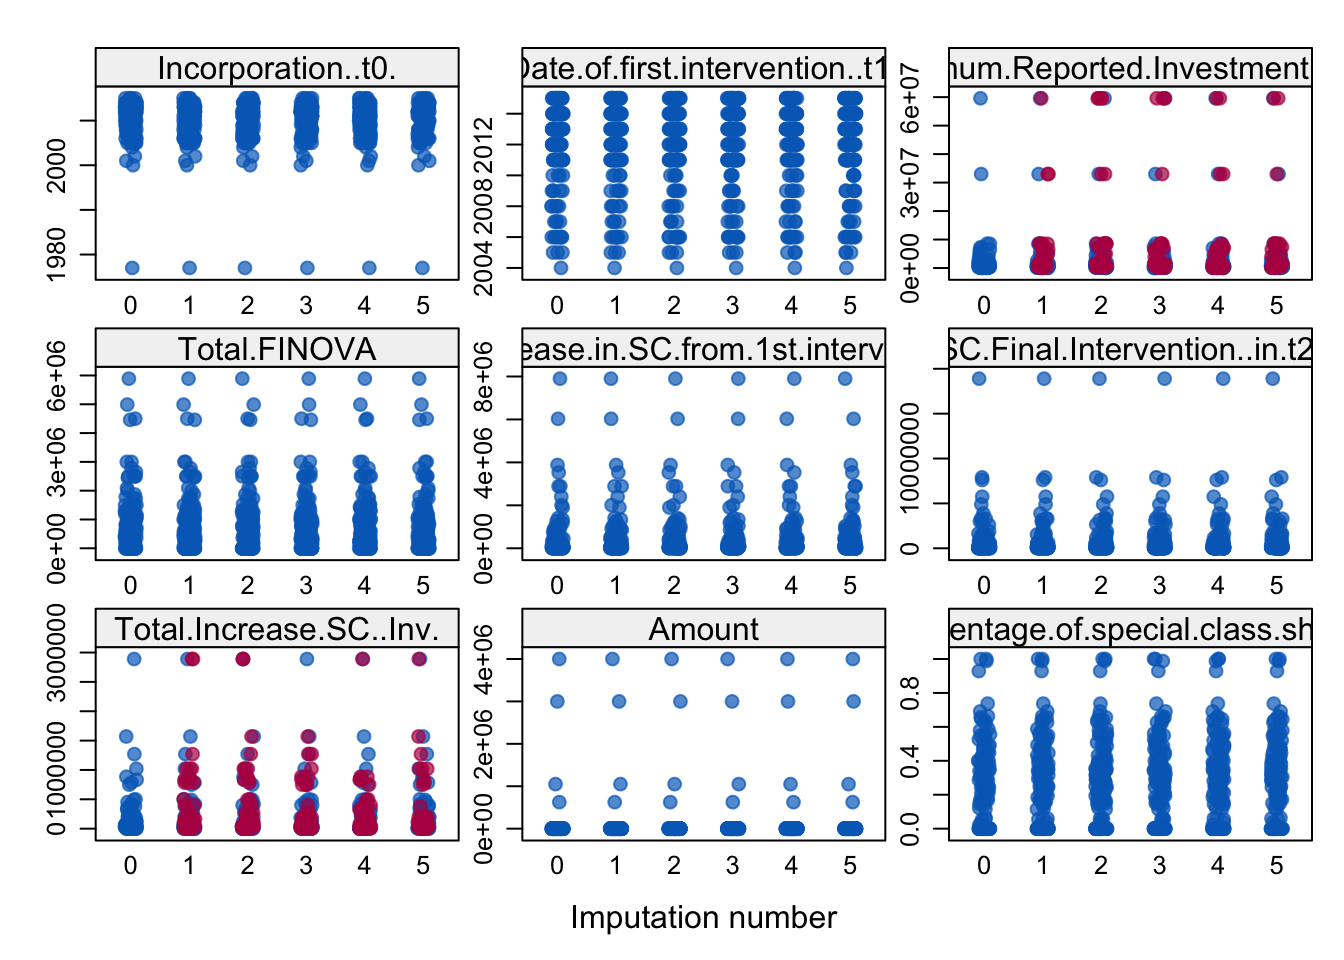 Incorporation..t0.
Date.of.first.intervention..t1
num.Reported.Investment
1980 2000
2004 2008 2012
0e+00 3e+07 6e+07
0 1 2 3 4 5
0 1 2 3 4 5
0 1 2 3 4 5
Total.FINOVA
ease.in.SC.from.1st.interv
SC.Final.Intervention..in.t2
0e+00 3e+06 6e+06
0e+00 4e+06 8e+06
0 10000000
0 1 2 3 4 5
0 1 2 3 4 5
0 1 2 3 4 5
Total.Increase.SC..Inv.
Amount
entage.of.special.class.sh
0 10000000 30000000
0e+00 2e+06 4e+06
0.0 0.4 0.8
0 1 2 3 4 5
0 1 2 3 4 5
0 1 2 3 4 5
Imputation number